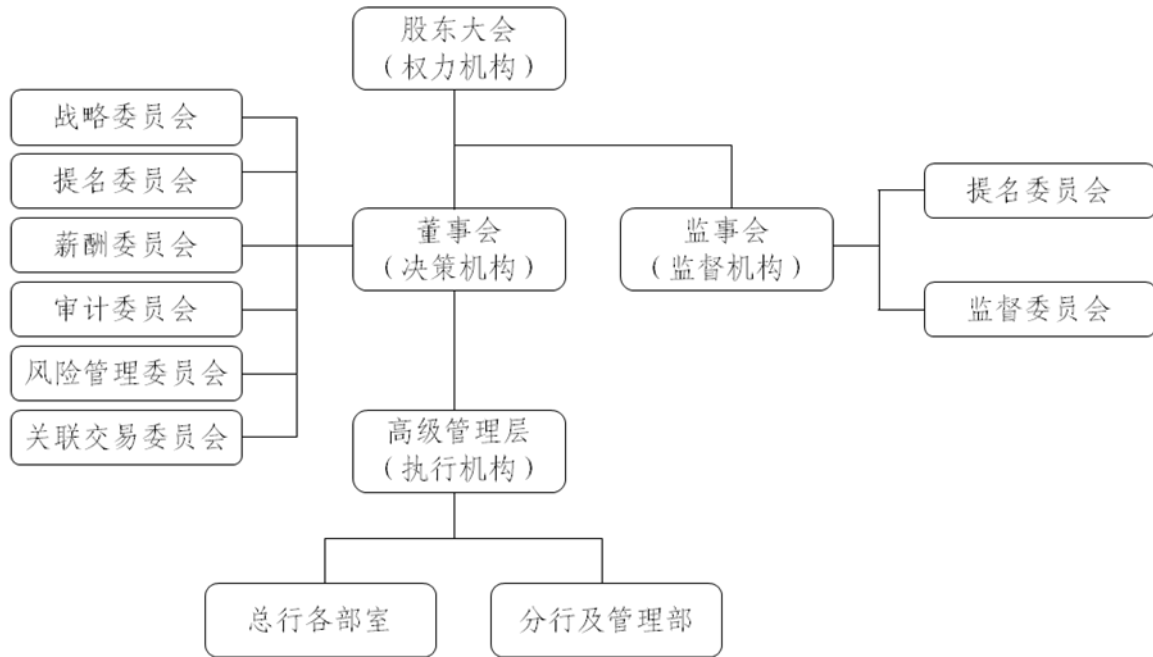 股东大会
（权力机构）
战略委员会
提名委员会
薪酬委员会
审计委员会
风险管理委员会
关联交易委员会
董事会
（决策机构）
监事会
（监督机构）
提名委员会
监督委员会
高级管理层
（执行机构）
总行各部室
分行及管理部